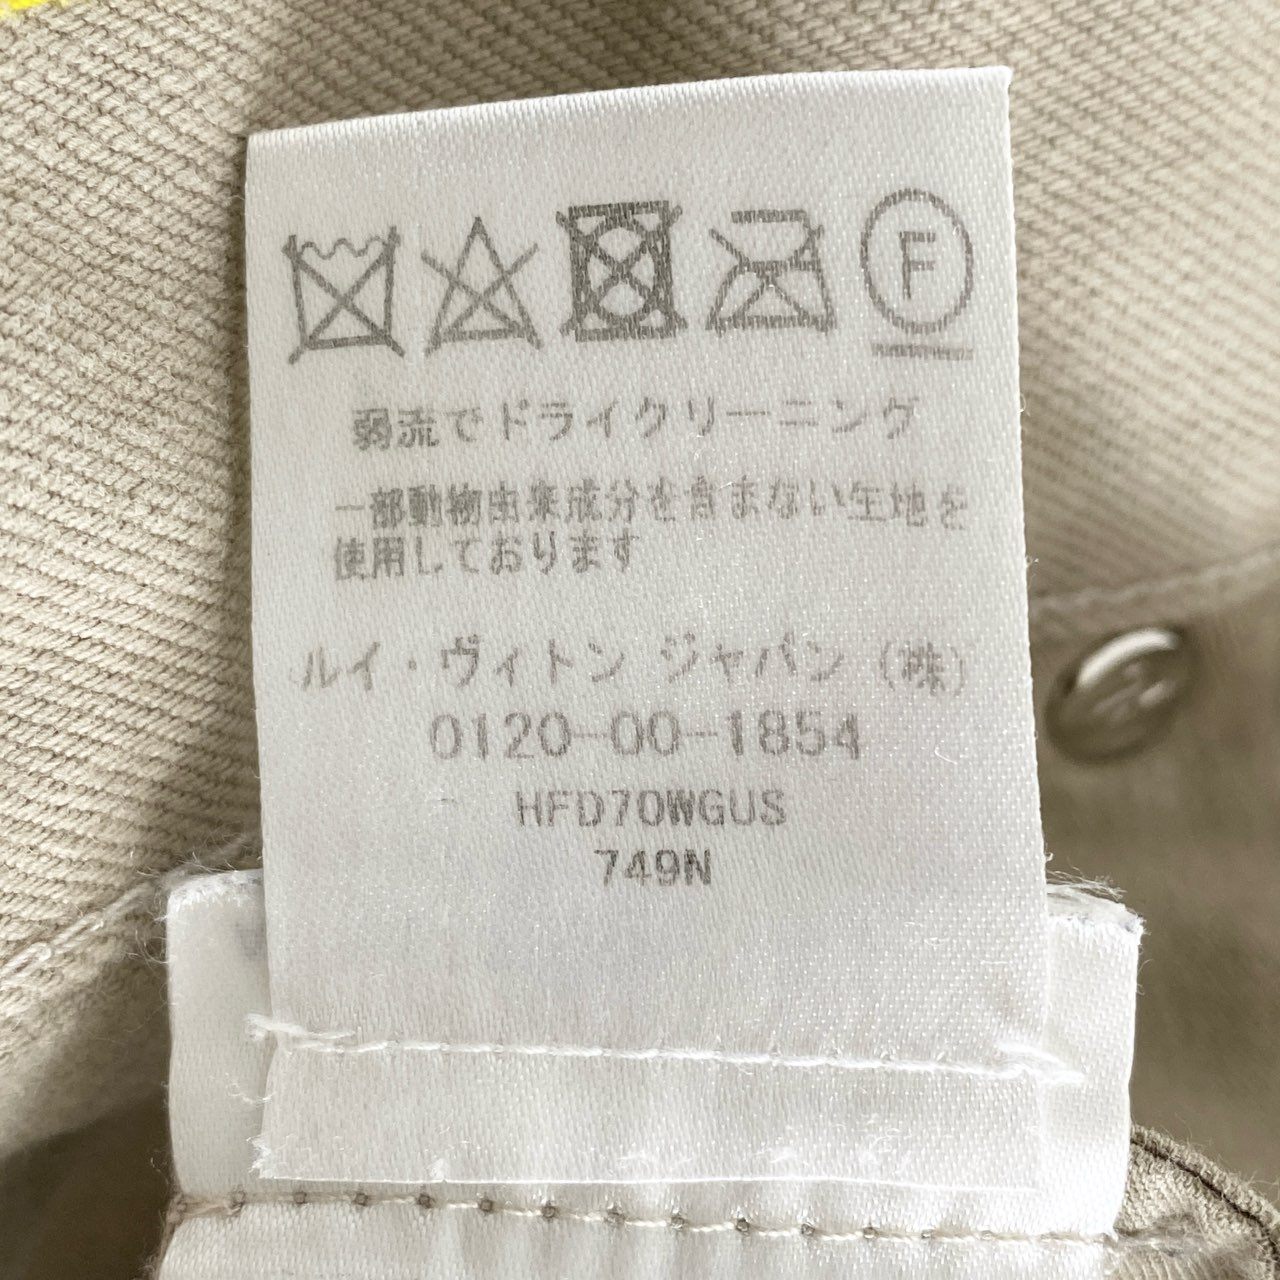 F
弱流でドライクリーニング
一部動物由来成分を含まない生地を
使用しております
ルイ・ヴィトン ジャパン (株)
0120-00-1854
HFD70WGUS
749N